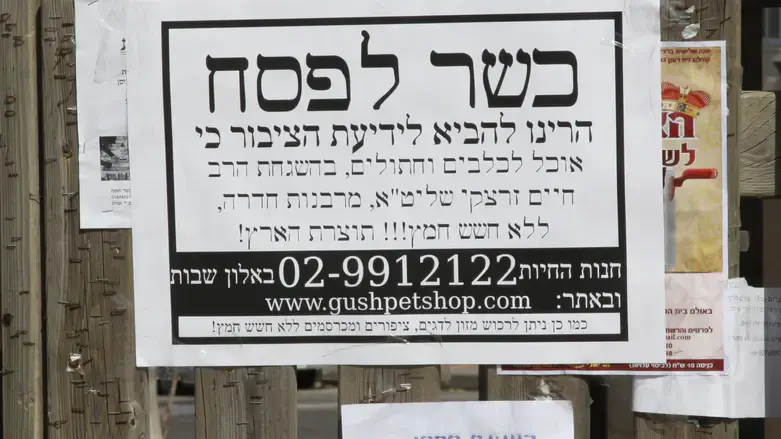 כשר לפסח
הרינו להביא לידיעת הציבור כי
אוכל לכלבים וחתולים, בהשגחת הרב
חיים זרצקי שליט"א, מרבנות חדרה,
ללא חשש חמץ!!! תוצרת הארץ!
חנות החיות 02-9912122 באלון שבות
ובאתר: www.gushpetshop.com
כמו כן ניתן לרכוש מזון לדגים, ציפורים ומכרסמים ללא חשש חמץ!